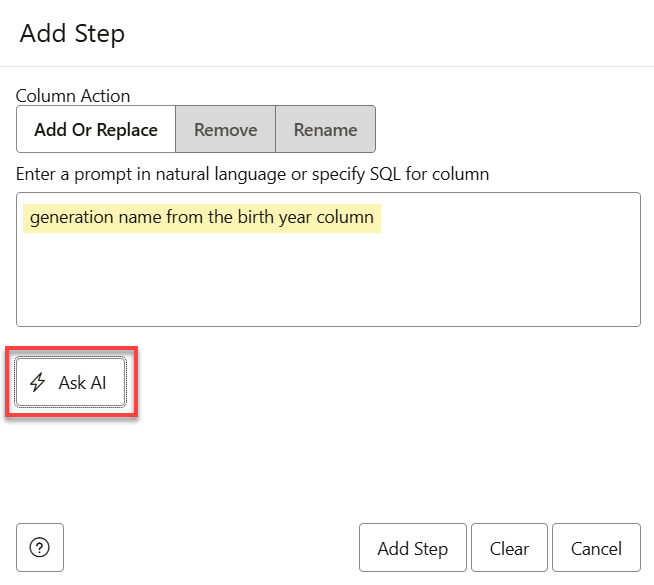 Add Step
Column Action
Add Or Replace
Remove
Rename
Enter a prompt in natural language or specify SQL for column
generation name from the birth year column
Ask AI
?
Add Step
Clear
Cancel